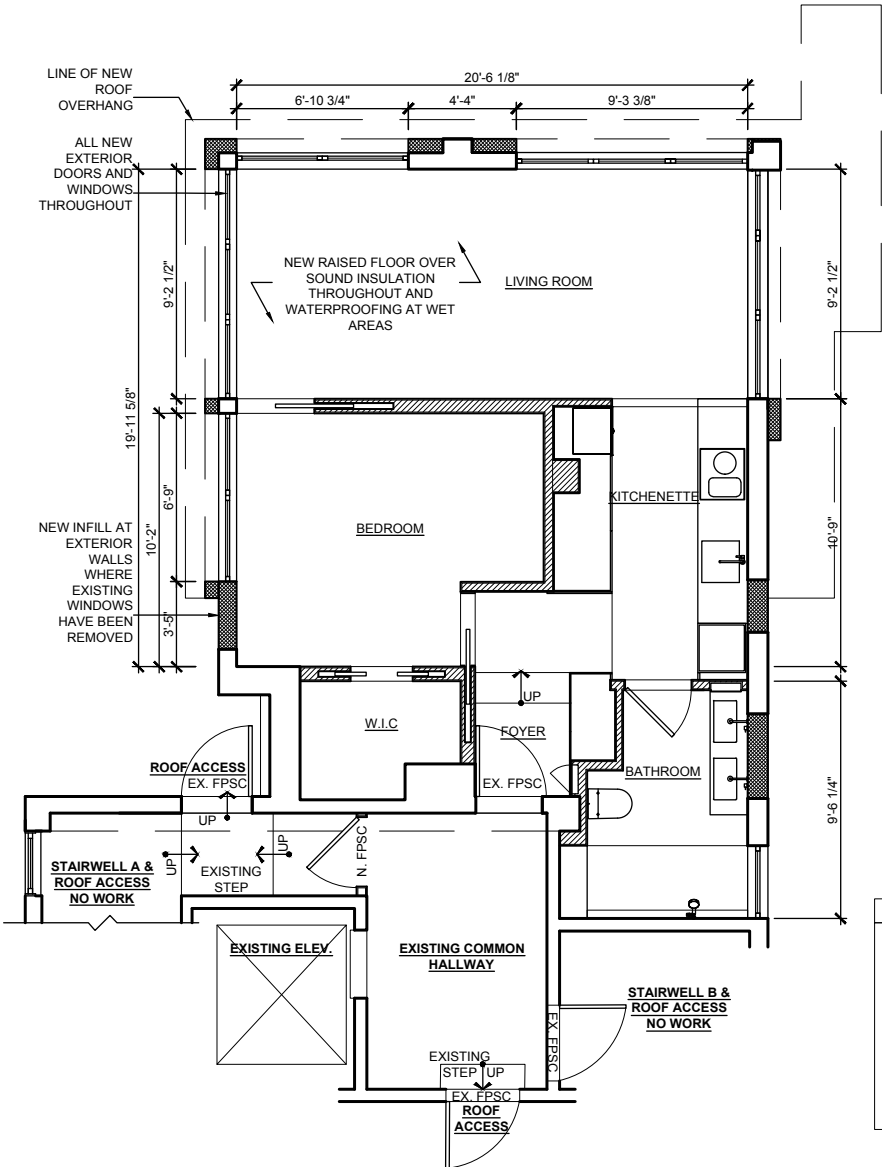 LINE OF NEW
ROOF
OVERHANG
20'-6 1/8"
6'-10 3/4"
4'-4"
9'-3 3/8"
ALL NEW
EXTERIOR
DOORS AND
WINDOWS
THROUGHOUT
9'-2 1/2"
19'-11 5/8"
NEW RAISED FLOOR OVER
SOUND INSULATION
THROUGHOUT AND
WATERPROOFING AT WET
AREAS
LIVING ROOM
9'-2 1/2"
6'-9"
10'-2"
3'-5"
NEW INFILL AT
EXTERIOR
WALLS
WHERE
EXISTING
WINDOWS
HAVE BEEN
REMOVED
BEDROOM
KITCHENETTE
10'-9"
W.I.C
UP
FOYER
EX. FPSC
BATHROOM
9'-6 1/4"
ROOF ACCESS
EX. FPSC
UP
STAIRWELL A &
ROOF ACCESS
NO WORK
UP
EXISTING
STEP
UP
N. FPSC
EXISTING ELEV.
EXISTING COMMON
HALLWAY
STAIRWELL B &
ROOF ACCESS
NO WORK
EX. FPSC
EXISTING
STEP UP
EX. FPSC
ROOF
ACCESS